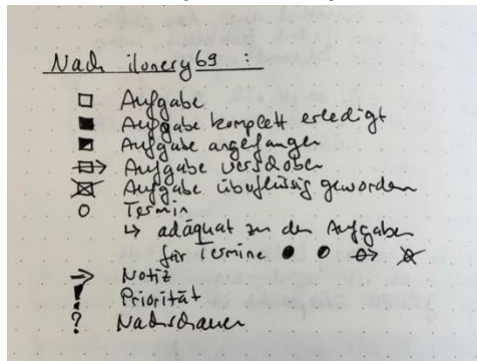 Nach ilonery69 :
□ Aufgabe
■ Aufgabe komplett erledigt
◩ Aufgabe angefangen
Aufgabe verschoben
☒ Aufgabe überflüssig geworden
○ Termin
↳ adäquat zu den Aufgaben
für Termine ● ○
→ Notiz
! Priorität
? Nachschauen